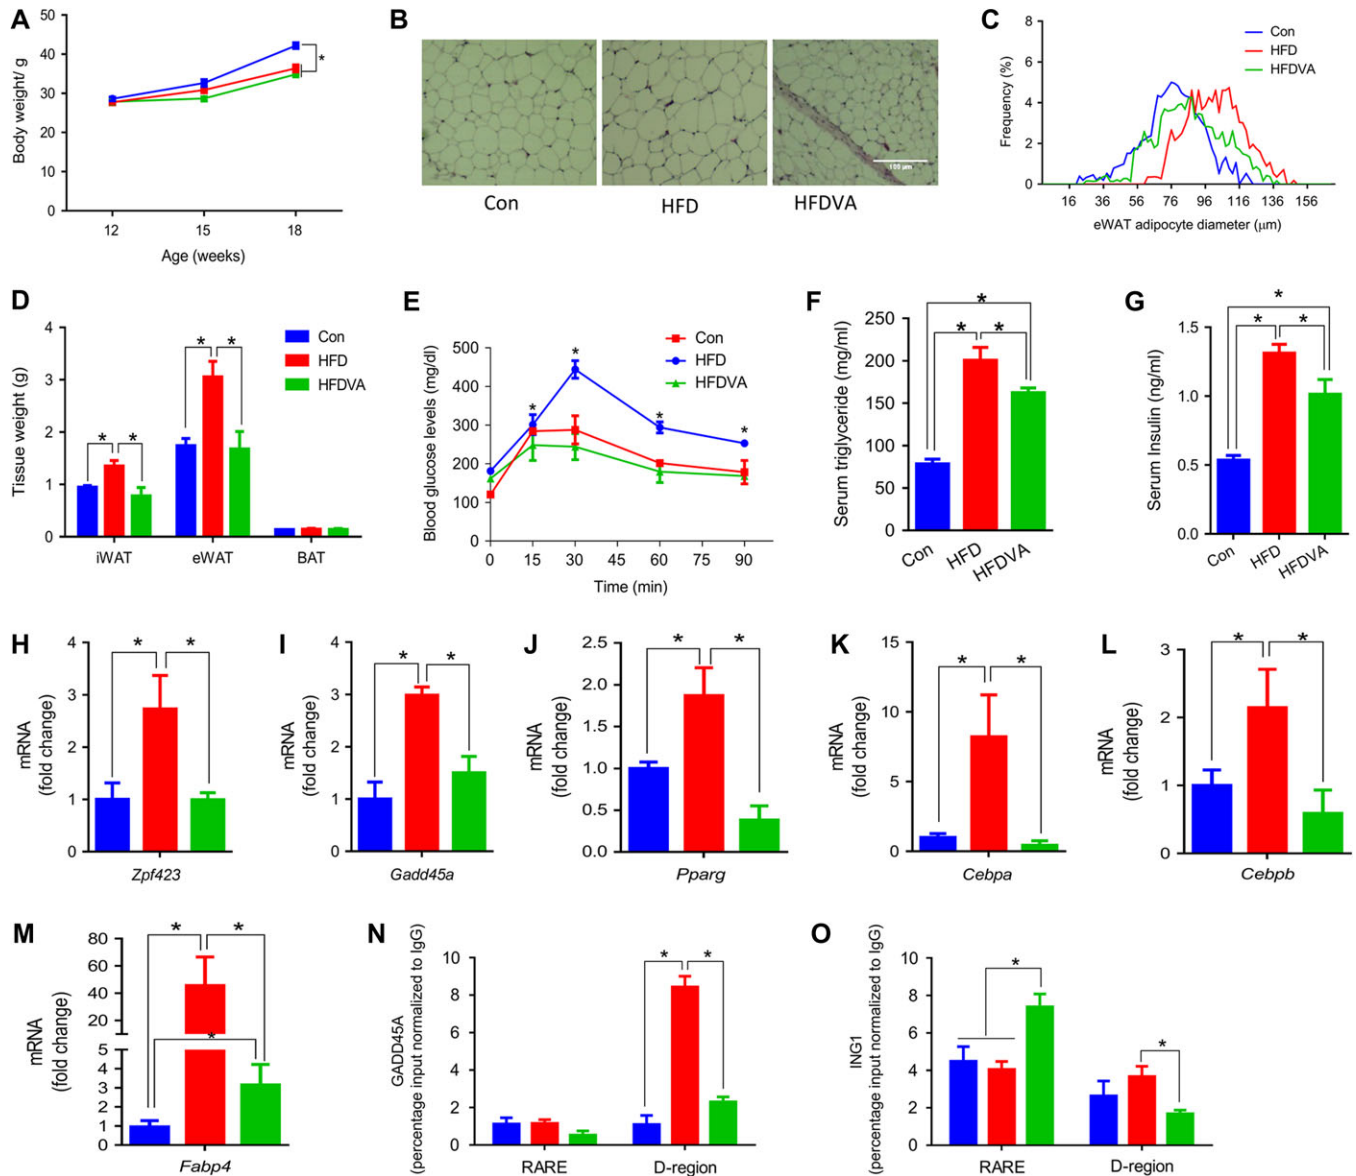 A
50
40
30
20
10
0
Body weight/ g
12
15
18
Age (weeks)
*
B
100 µm
Con
HFD
HFDVA
C
8
6
4
2
0
Frequency (%)
Con
HFD
HFDVA
16 36 56 76 96 116 136 156
eWAT adipocyte diameter (µm)
D
4
3
2
1
0
Tissue weight (g)
Con
HFD
HFDVA
* *
* *
iWAT eWAT BAT
E
500
400
300
200
100
0
Blood glucose levels (mg/dl)
Con
HFD
HFDVA
* * * *
0 15 30 45 60 75 90
Time (min)
F
250
200
150
100
50
0
Serum triglyceride (mg/ml)
*
* *
Con
HFD
HFDVA
G
1.5
1.0
0.5
0.0
Serum Insulin (ng/ml)
*
* *
Con
HFD
HFDVA
H
4
3
2
1
0
mRNA
(fold change)
* *
Zpf423
I
4
3
2
1
0
mRNA
(fold change)
* *
Gadd45a
J
2.5
2.0
1.5
1.0
0.5
0.0
mRNA
(fold change)
* *
Pparg
K
15
10
5
0
mRNA
(fold change)
* *
Cebpa
L
3
2
1
0
mRNA
(fold change)
* *
Cebpb
M
80
60
40
20
5
4
3
2
1
0
mRNA
(fold change)
* *
*
Fabp4
N
10
8
6
4
2
0
GADD45A
(percentage input normalized to IgG)
* *
RARE D-region
O
10
8
6
4
2
0
ING1
(percentage input normalized to IgG)
*
*
RARE D-region